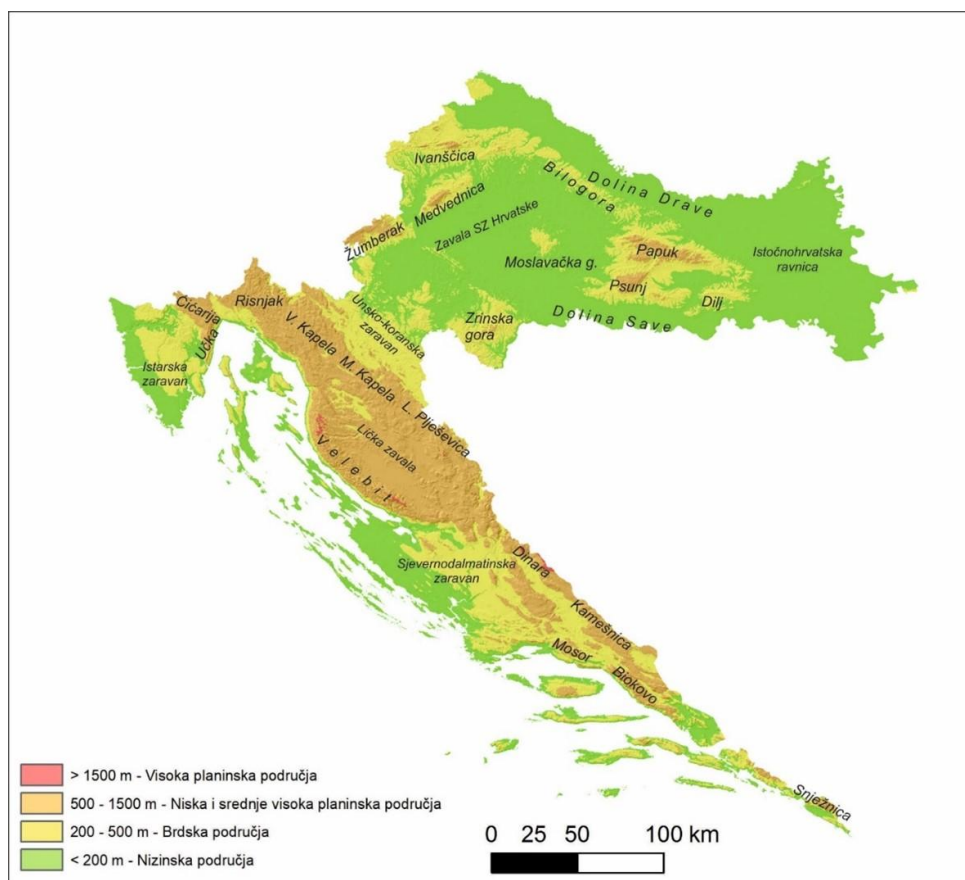 Ivanščica
Medvednica
Žumberak
Zavala SZ Hrvatske
Bilogora
Dolina Drave
Moslavačka g.
Papuk
Psunj
Dilj
Istočnohrvatska
ravnica
Dolina Save
Zrinska
gora
Unsko-koranska
zaravan
Ćićarija
Risnjak
Učka
Istarska
zaravan
V. Kapela
M. Kapela
L. Plješevica
Lička zavala
Velebit
Sjevernodalmatinska
zaravan
Dinara
Kamešnica
Mosor
Biokovo
Snježnica
> 1500 m - Visoka planinska područja
500 - 1500 m - Niska i srednje visoka planinska područja
200 - 500 m - Brdska područja
< 200 m - Nizinska područja
0 25 50 100 km